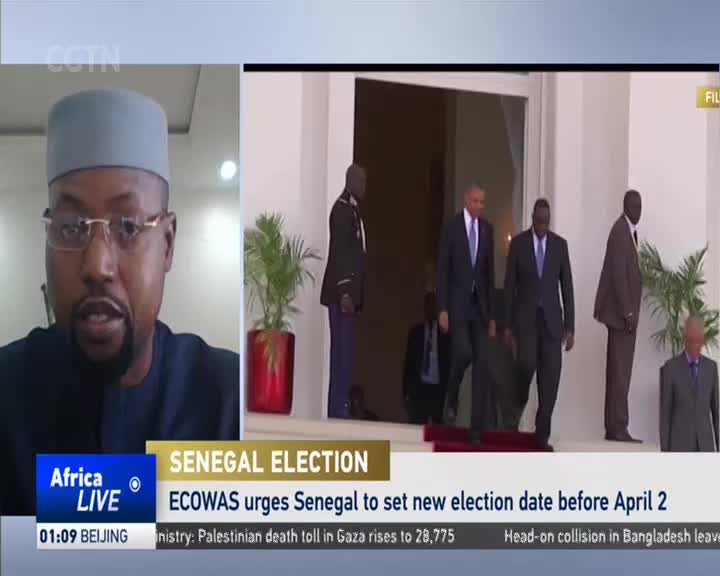 CGTN
FIL
SENEGAL ELECTION
Africa
LIVE
ECOWAS urges Senegal to set new election date before April 2
01:09 BEIJING
inistry: Palestinian death toll in Gaza rises to 28,775 Head-on collision in Bangladesh leave